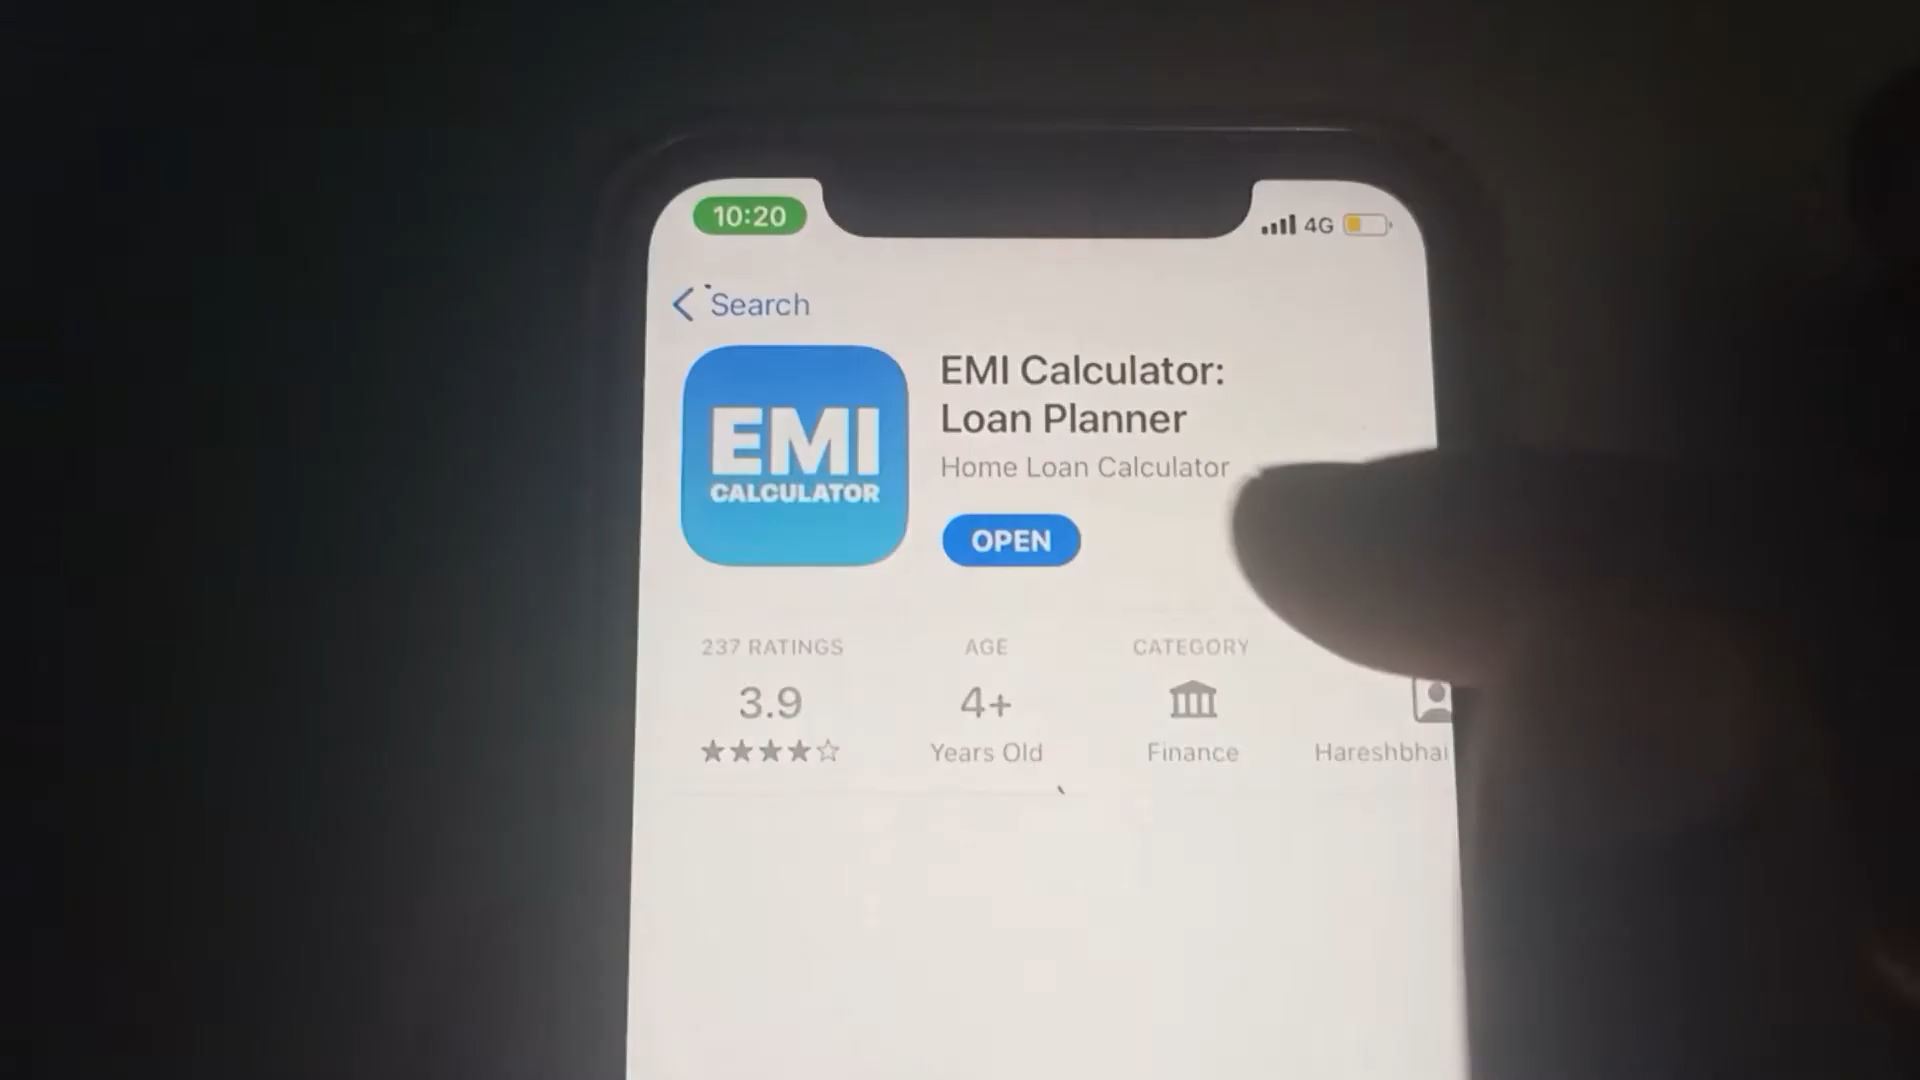 10:20
4G
Search
EMI
CALCULATOR
EMI Calculator:
Loan Planner
Home Loan Calculator
OPEN
237 RATINGS
AGE
CATEGORY
3.9
4+
Years Old
Finance
Hareshbhai